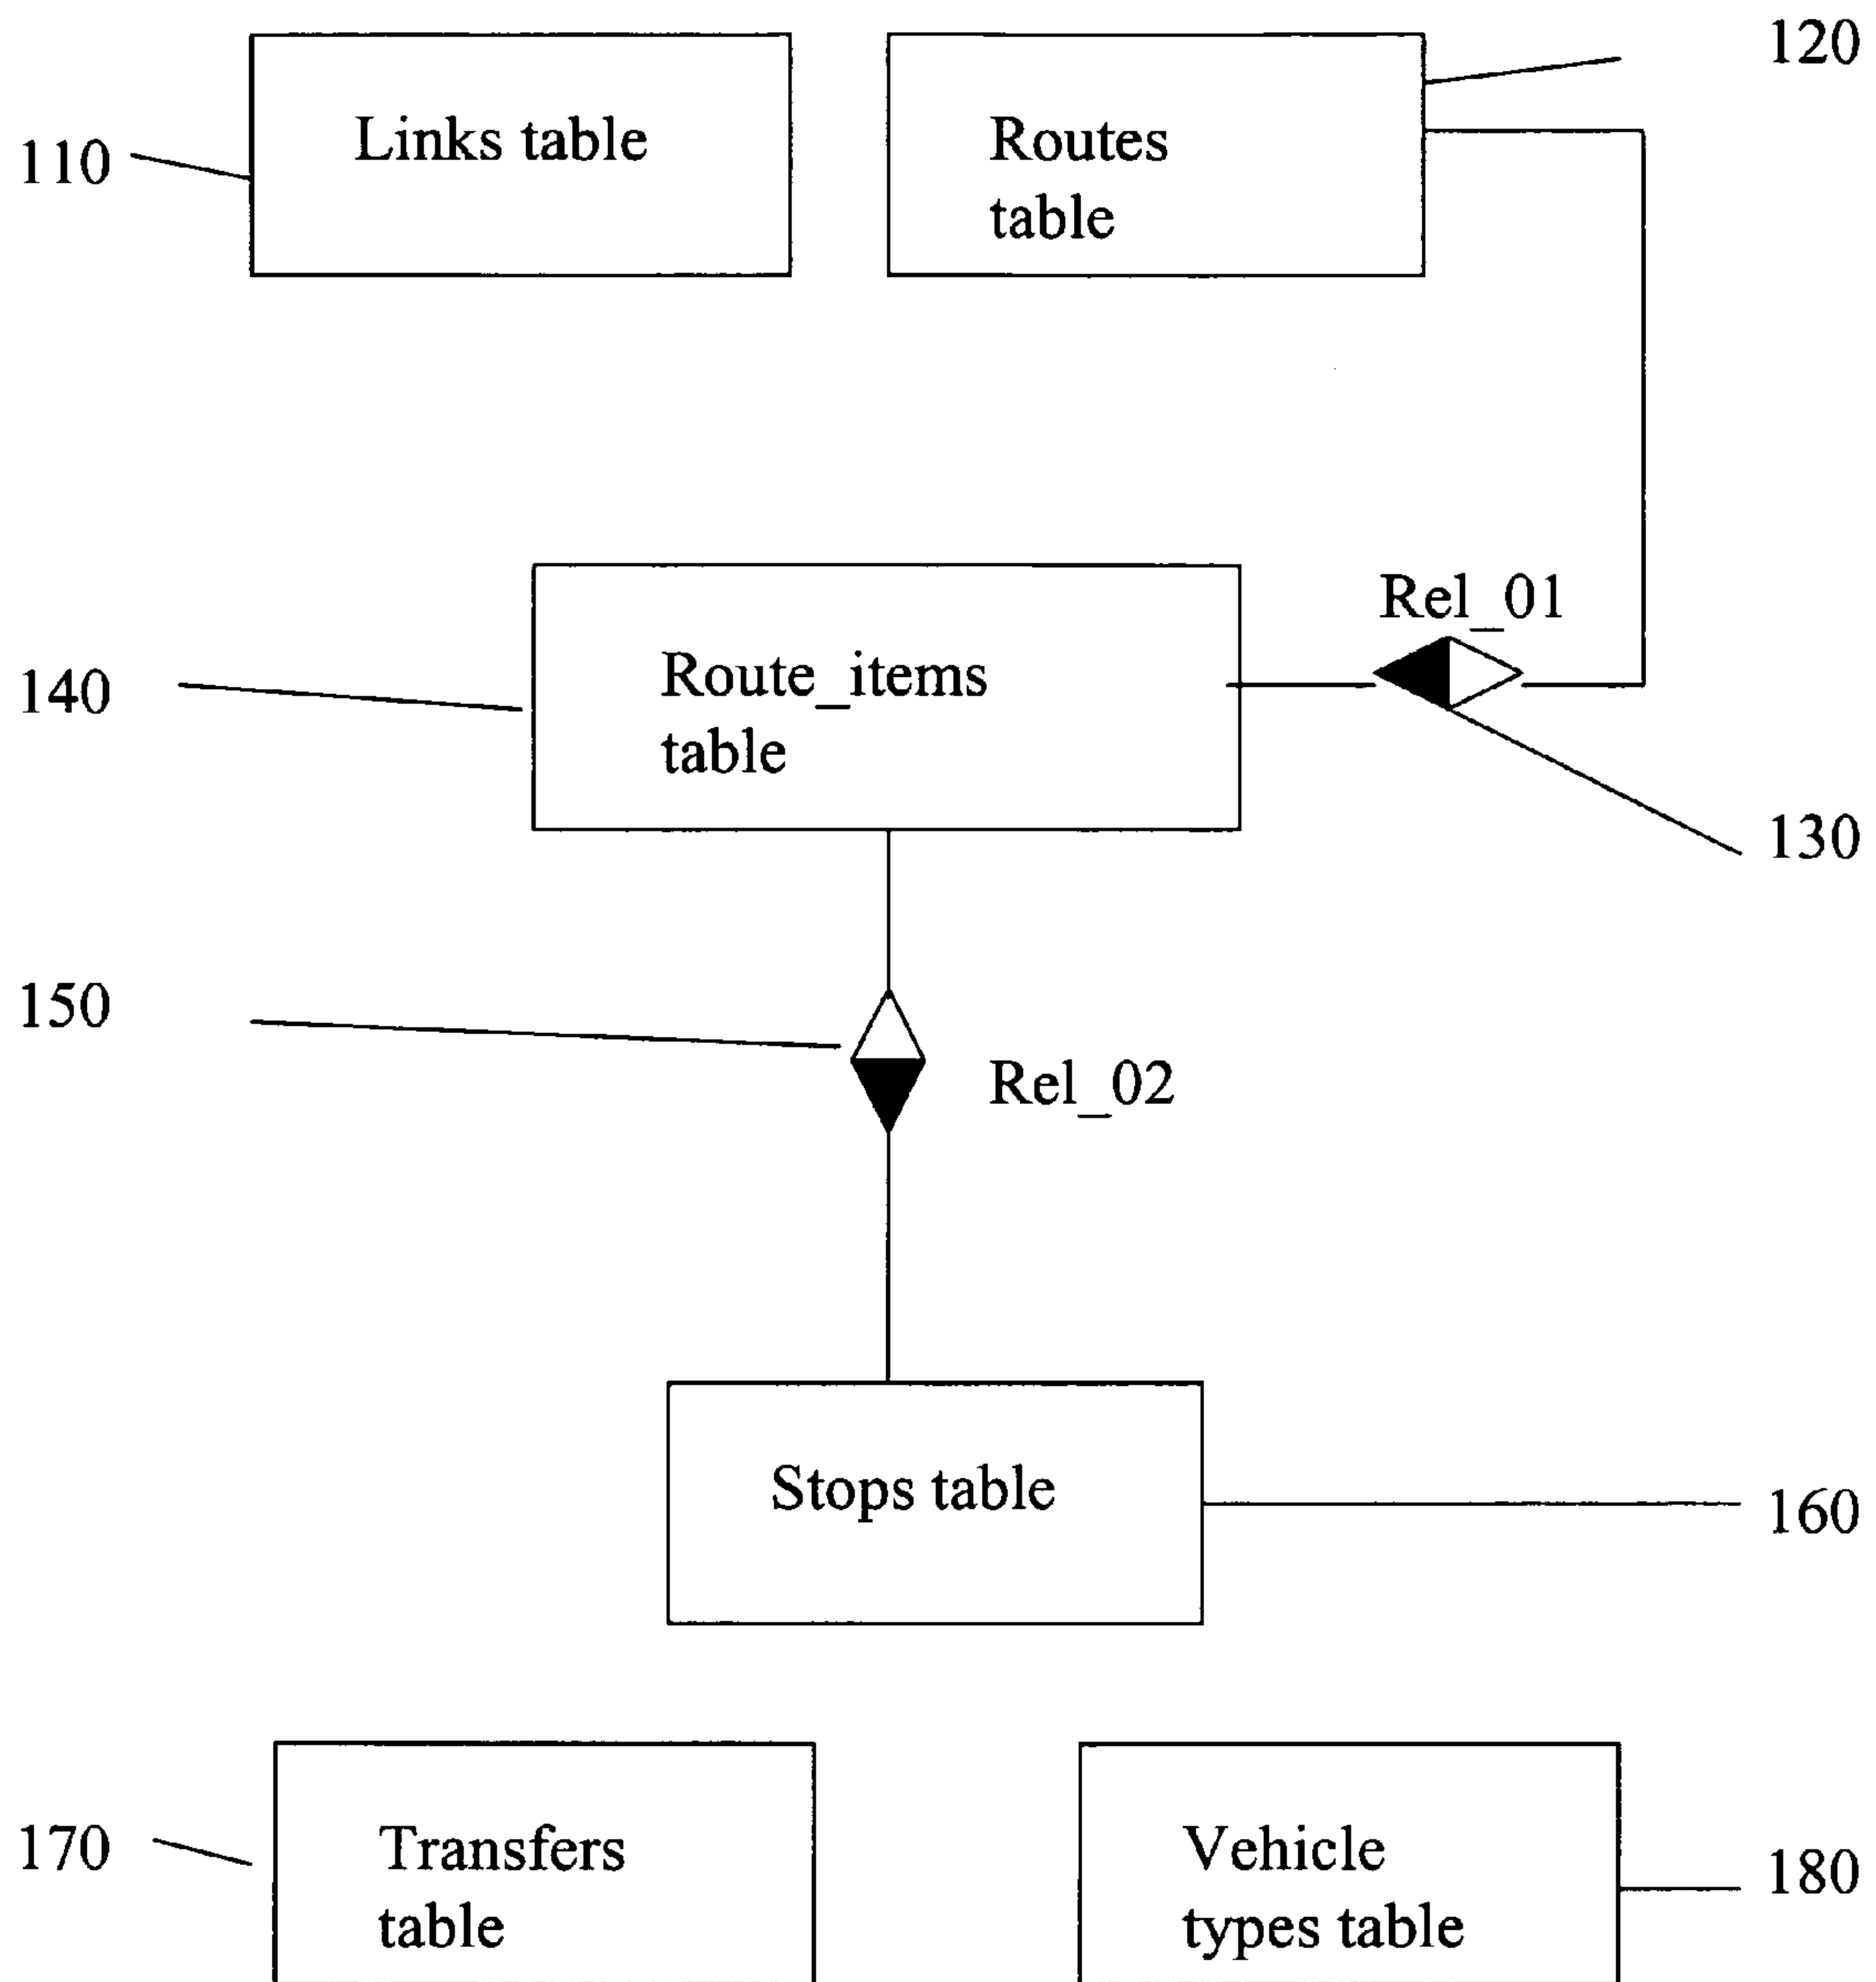 120
Links table
Routes
table
110
Rel_01
Route_items
table
140
130
150
Rel_02
Stops table
160
170
Transfers
table
Vehicle
types table
180